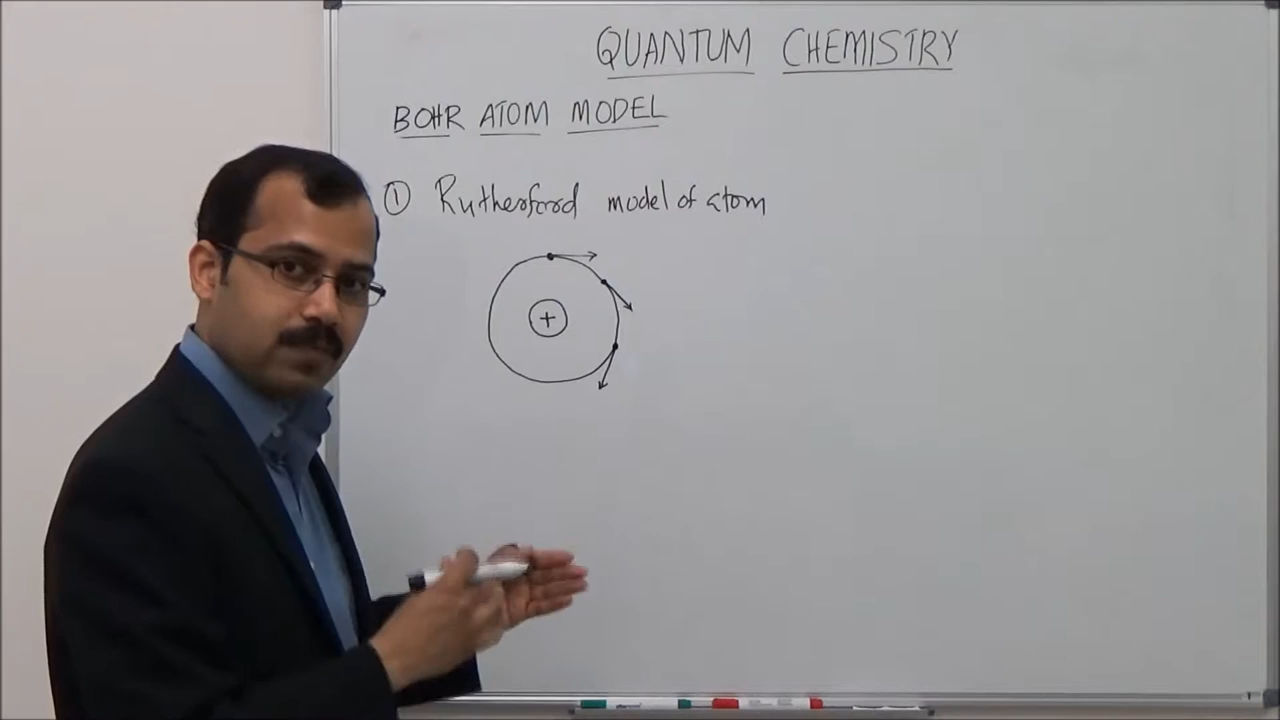 QUANTUM CHEMISTRY
BOHR ATOM MODEL
① Rutherford model of atom
+